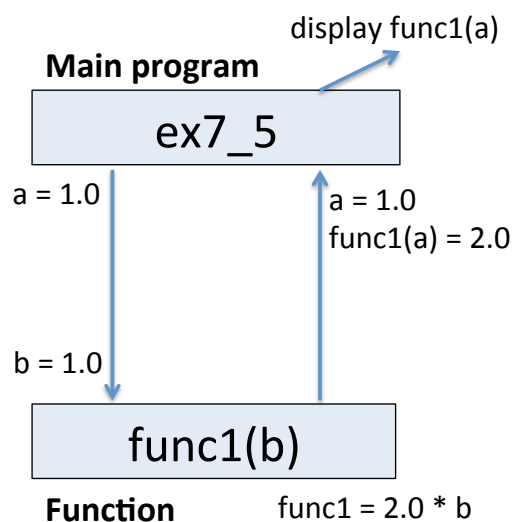 display func1(a)
Main program
ex7_5
a = 1.0
a = 1.0
func1(a) = 2.0
b = 1.0
func1(b)
Function
func1 = 2.0 * b